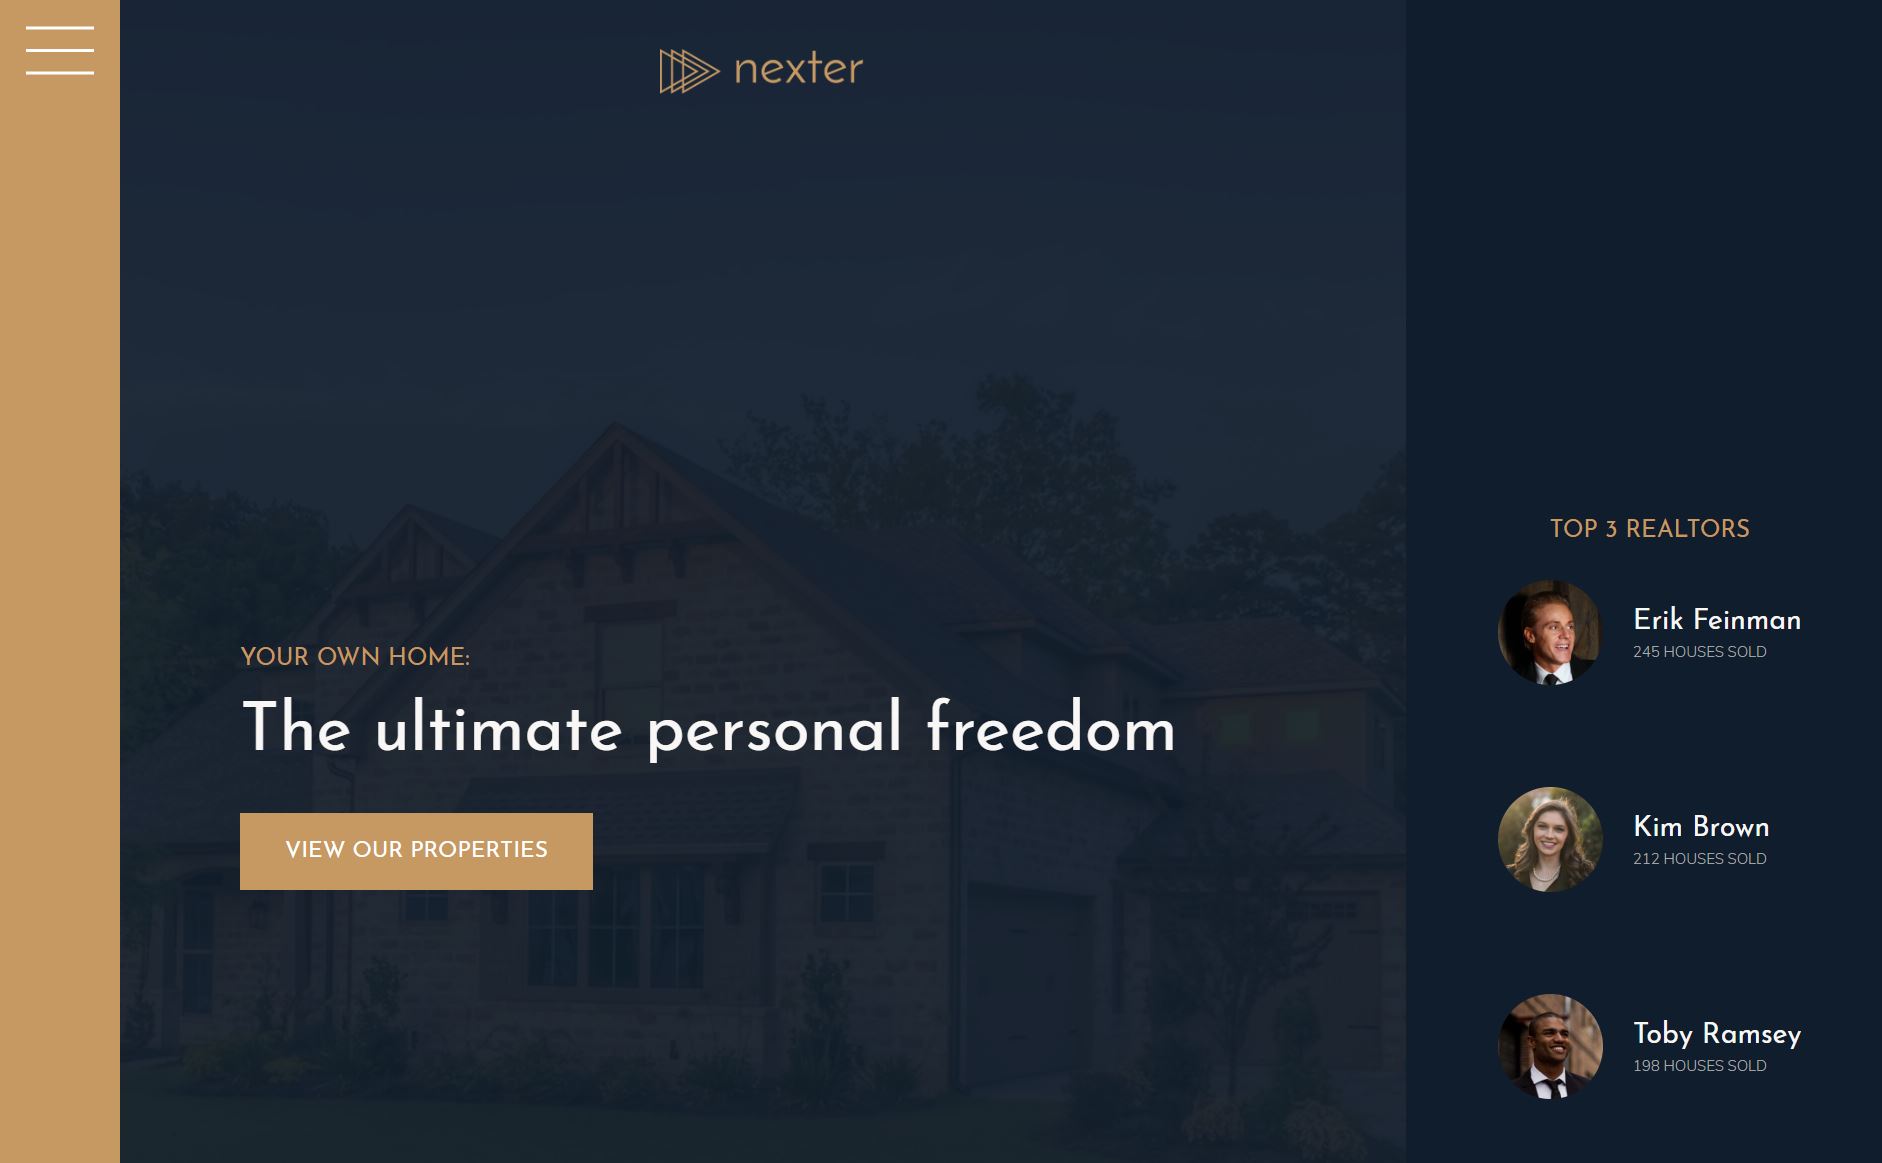 nexter
YOUR OWN HOME:
The ultimate personal freedom
VIEW OUR PROPERTIES
TOP 3 REALTORS
Erik Feinman
245 HOUSES SOLD
Kim Brown
212 HOUSES SOLD
Toby Ramsey
198 HOUSES SOLD